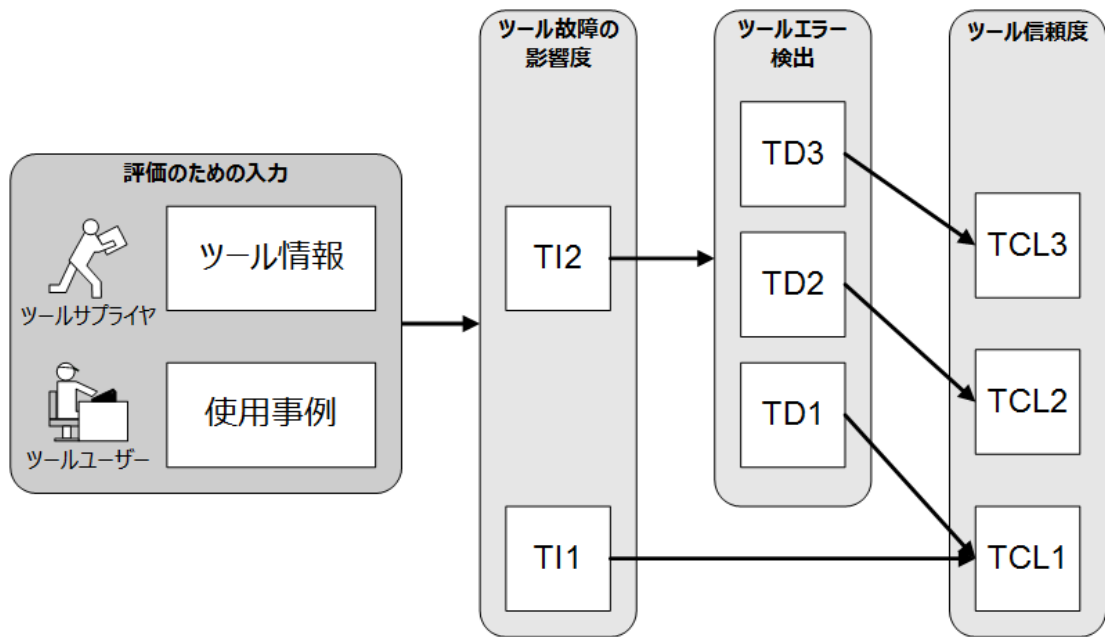 評価のための入力
ツール情報
ツールサプライヤ
使用事例
ツールユーザー
ツール故障の
影響度
TI2
TI1
ツールエラー
検出
TD3
TD2
TD1
ツール信頼度
TCL3
TCL2
TCL1